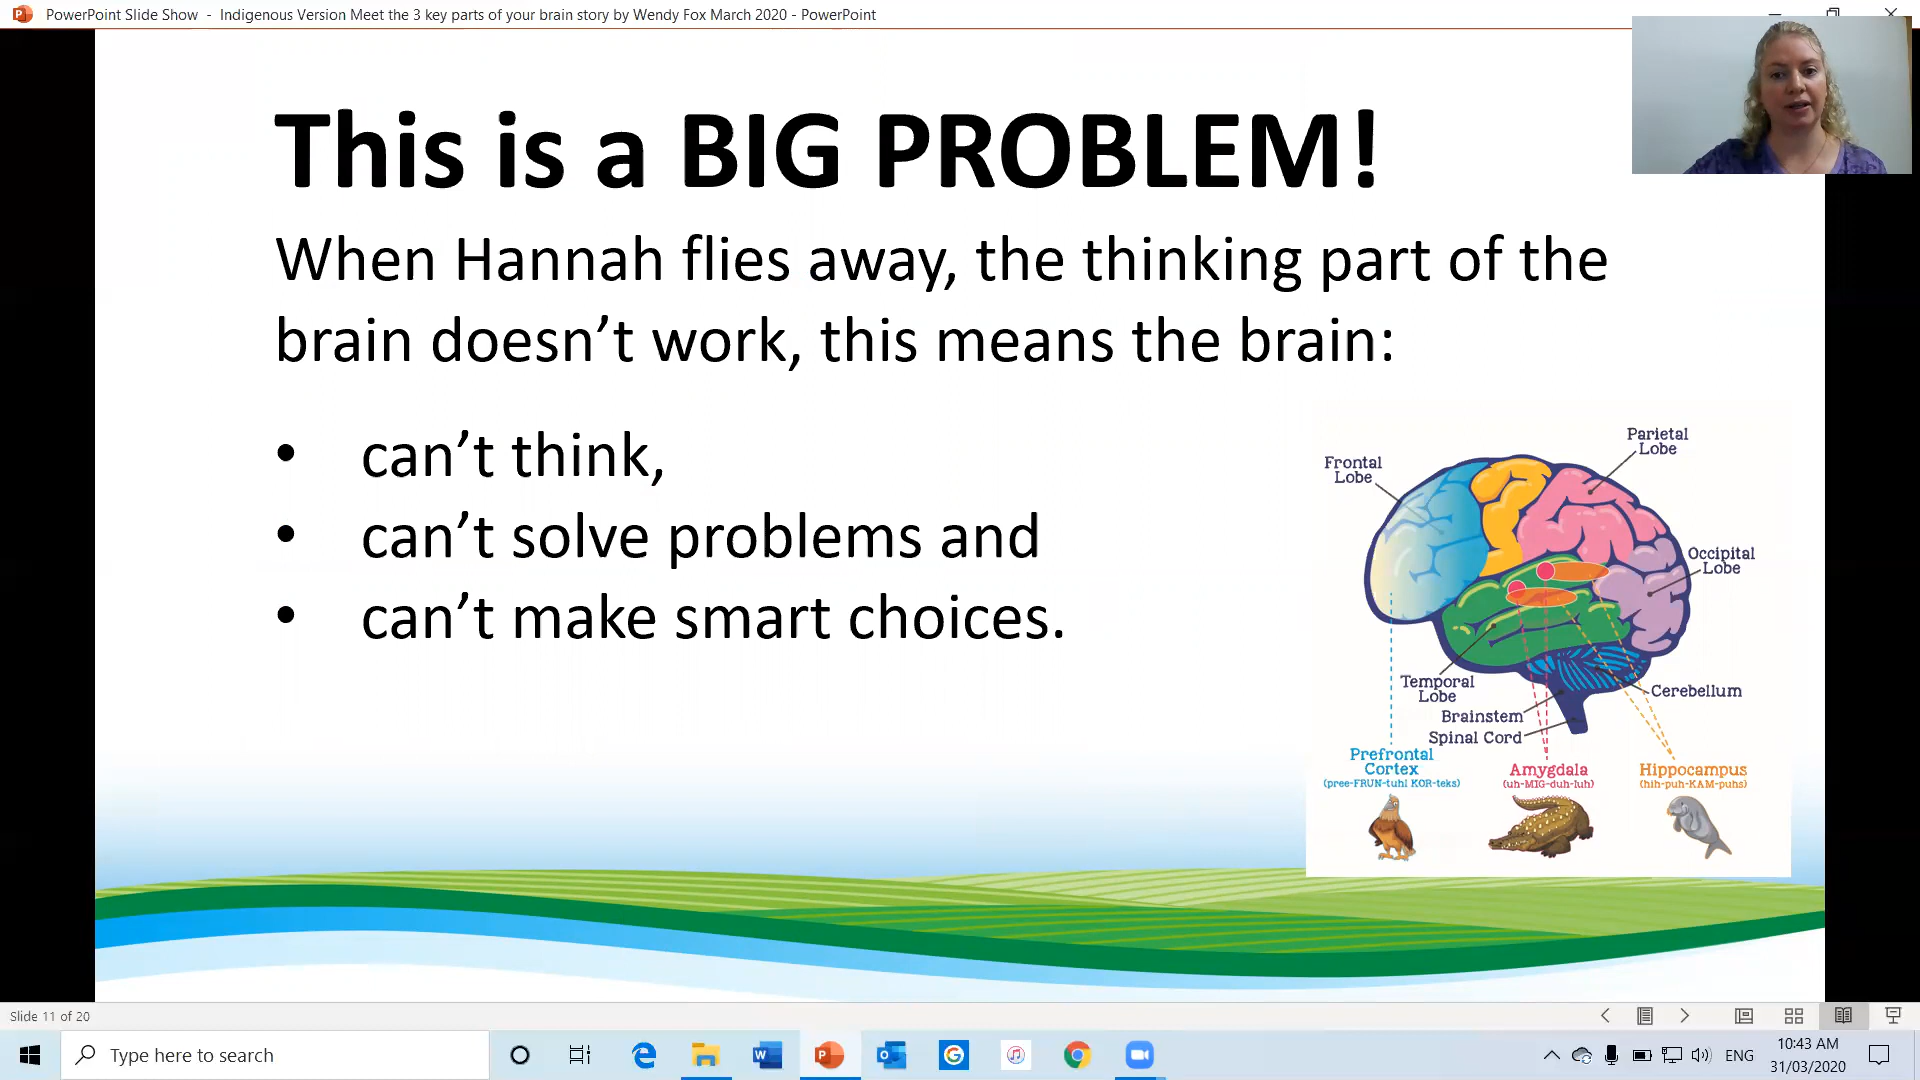 PowerPoint Slide Show - Indigenous Version Meet the 3 key parts of your brain story by Wendy Fox March 2020 - PowerPoint
This is a BIG PROBLEM!
When Hannah flies away, the thinking part of the
brain doesn’t work, this means the brain:
• can’t think,
• can’t solve problems and
• can’t make smart choices.
Parietal
Lobe
Frontal
Lobe
Occipital
Lobe
Temporal
Lobe
Cerebellum
Brainstem
Spinal Cord
Prefrontal
Cortex
(pree-FRUN-tuhl KOR-teks)
Amygdala
(uh-MIG-duh-luh)
Hippocampus
(hih-puh-KAM-puhs)
Slide 11 of 20
Type here to search
ENG
10:43 AM
31/03/2020